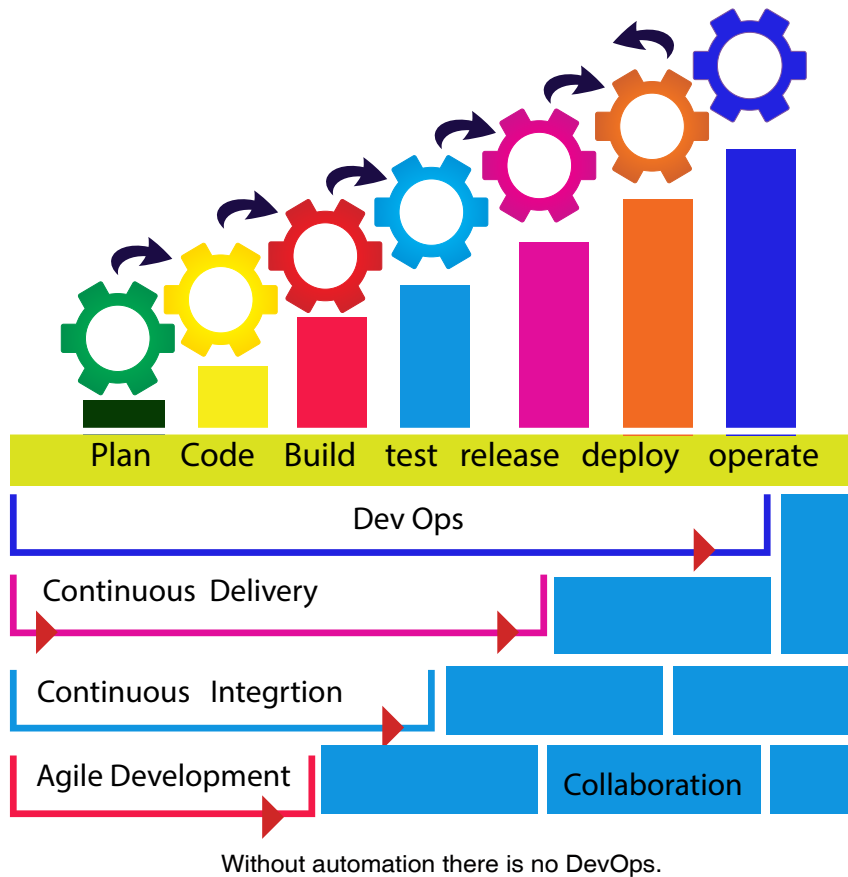 Plan Code Build test release deploy operate
Dev Ops
Continuous Delivery
Continuous Integrtion
Agile Development
Collaboration
Without automation there is no DevOps.